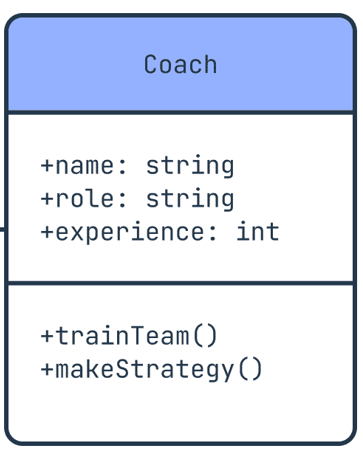 Coach
+name: string
+role: string
+experience: int
+trainTeam()
+makeStrategy()